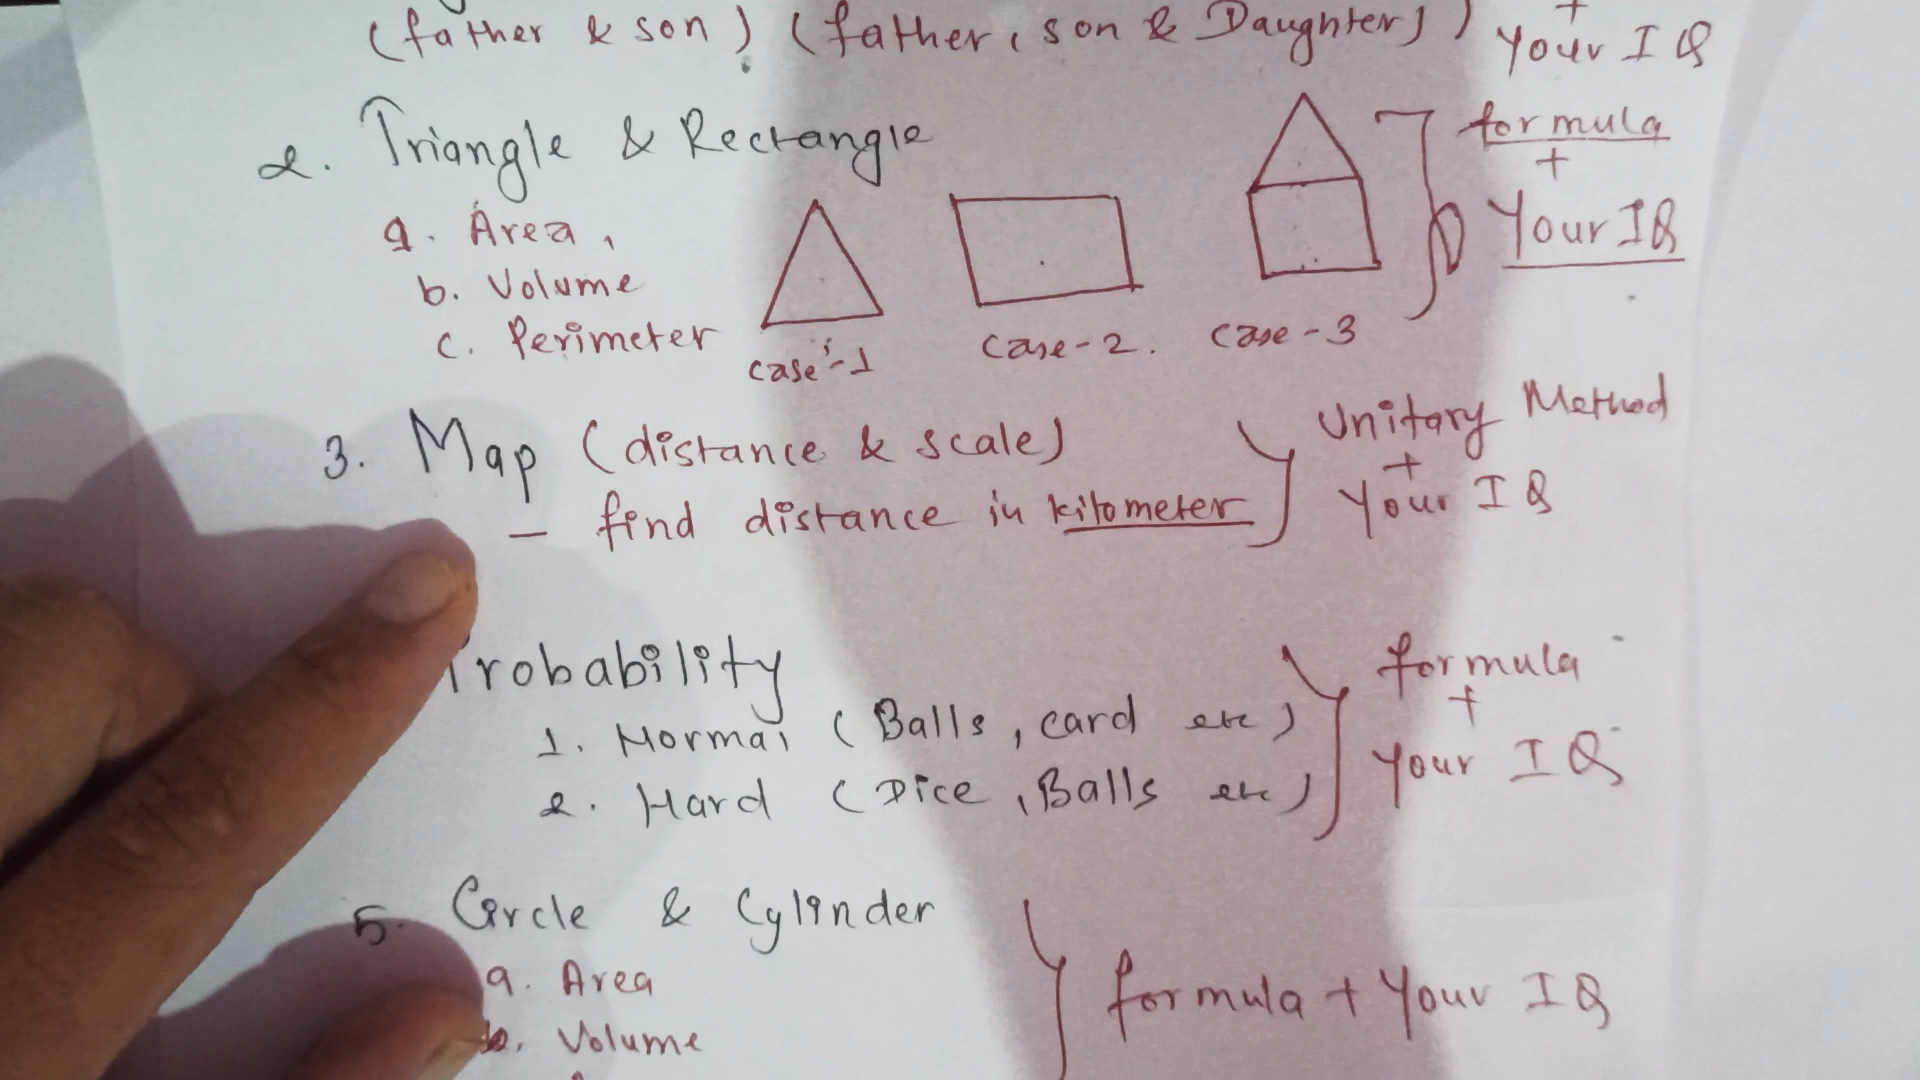 (father & son) (father, son & Daughter))
+
Your IQ
2. Triangle & Rectangle
a. Area,
b. Volume
c. Perimeter
case-1
case-2.
case-3
formula
+
Your IQ
3. Map (distance & scale)
- find distance in kilometer
Unitary Method
+
Your IQ
robability
1. Normal (Balls, card etc)
2. Hard (Dice, Balls etc)
formula
+
Your IQ
5. Circle & Cylinder
a. Area
b. Volume
formula + Your IQ